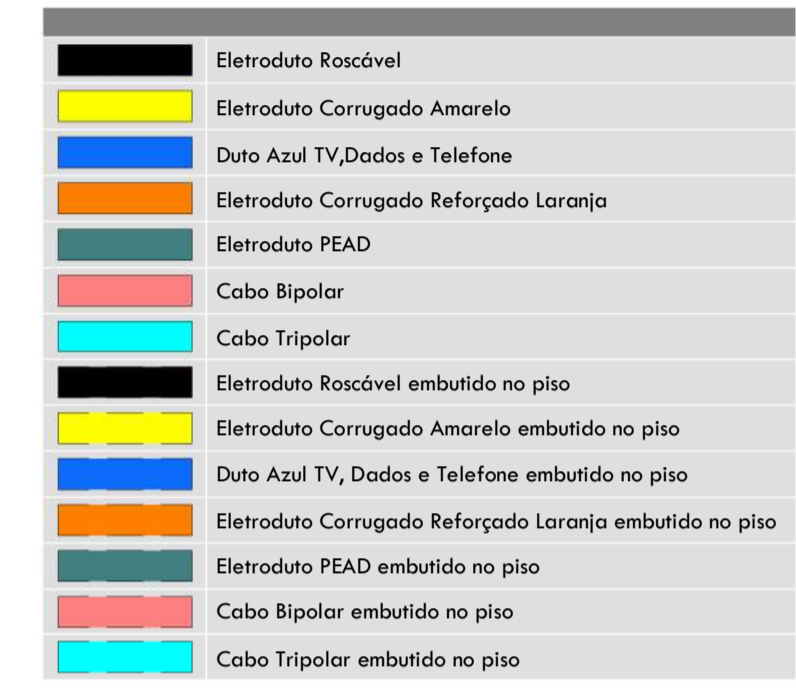 Eletroduto Roscável
Eletroduto Corrugado Amarelo
Duto Azul TV,Dados e Telefone
Eletroduto Corrugado Reforçado Laranja
Eletroduto PEAD
Cabo Bipolar
Cabo Tripolar
Eletroduto Roscável embutido no piso
Eletroduto Corrugado Amarelo embutido no piso
Duto Azul TV, Dados e Telefone embutido no piso
Eletroduto Corrugado Reforçado Laranja embutido no piso
Eletroduto PEAD embutido no piso
Cabo Bipolar embutido no piso
Cabo Tripolar embutido no piso